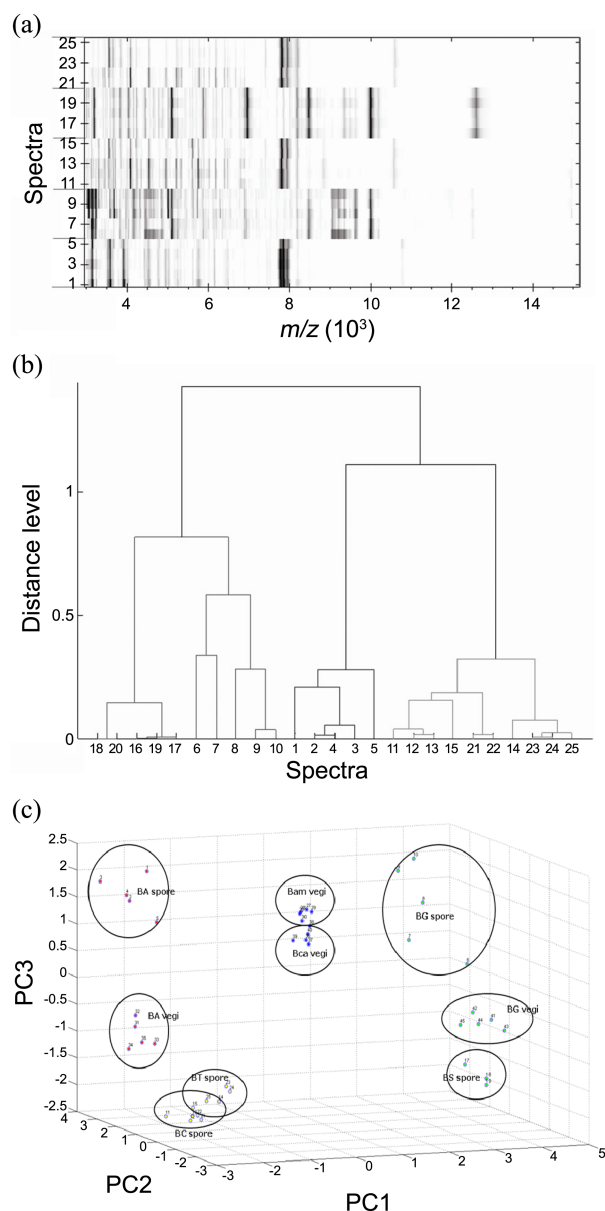 (a)
Spectra
25
23
21
19
17
15
13
11
9
7
5
3
1
4 6 8 10 12 14
m/z (10³)
(b)
Distance level
1
0.5
0
18 20 16 19 17 6 7 8 9 10 1 2 4 3 5 11 12 13 15 21 22 14 23 24 25
Spectra
(c)
PC3
2.5
2
1.5
1
0.5
0
-0.5
-1
-1.5
-2
-2.5
BA spore
Bam vegi
Bca vegi
BG spore
BA vegi
BG vegi
BT spore
BS spore
BC spore
4 3 2 1 0 -1 -2 -3
PC2
-3 -2 -1 0 1 2 3 4 5
PC1